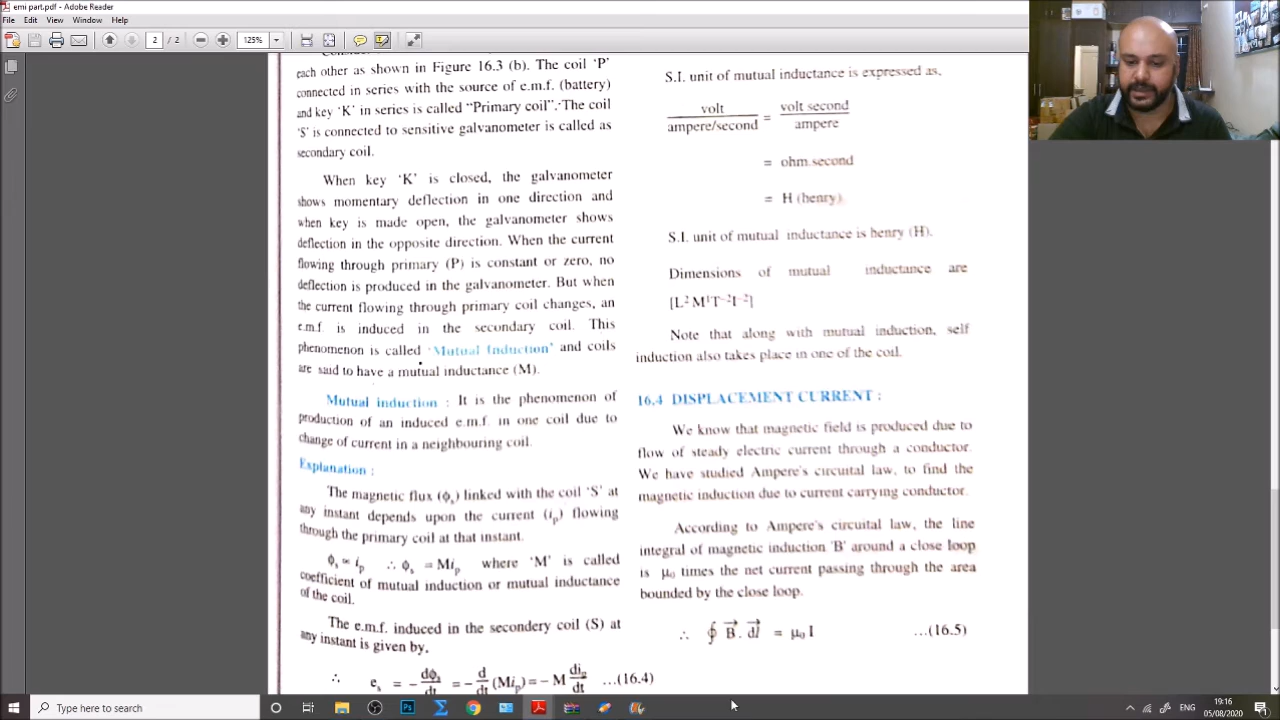 emi part.pdf - Adobe Reader
File Edit View Window Help
2 / 2 125%
each other as shown in Figure 16.3 (b). The coil ‘P’
connected in series with the source of e.m.f. (battery)
and key ‘K’ in series is called “Primary coil”. The coil
‘S’ is connected to sensitive galvanometer is called as
secondary coil.
When key ‘K’ is closed, the galvanometer
shows momentary deflection in one direction and
when key is made open, the galvanometer shows
deflection in the opposite direction. When the current
flowing through primary (P) is constant or zero, no
deflection is produced in the galvanometer. But when
the current flowing through primary coil changes, an
e.m.f. is induced in the secondary coil. This
phenomenon is called ‘Mutual Induction’ and coils
are said to have a mutual inductance (M).
Mutual induction : It is the phenomenon of
production of an induced e.m.f. in one coil due to
change of current in a neighbouring coil.
Explanation :
The magnetic flux (ϕs) linked with the coil ‘S’ at
any instant depends upon the current (ip) flowing
through the primary coil at that instant.
ϕs ∝ ip ∴ ϕs = Mip where ‘M’ is called
coefficient of mutual induction or mutual inductance
of the coil.
The e.m.f. induced in the secondery coil (S) at
any instant is given by,
∴ es = - dϕs/dt = - d/dt (Mip) = - M dip/dt ...(16.4)
S.I. unit of mutual inductance is expressed as,
volt / ampere/second = volt second / ampere
= ohm.second
= H (henry)
S.I. unit of mutual inductance is henry (H).
Dimensions of mutual inductance are
[L²M¹T⁻²I⁻²]
Note that along with mutual induction, self
induction also takes place in one of the coil.
16.4 DISPLACEMENT CURRENT :
We know that magnetic field is produced due to
flow of steady electric current through a conductor.
We have studied Ampere's circuital law, to find the
magnetic induction due to current carrying conductor.
According to Ampere's circuital law, the line
integral of magnetic induction 'B' around a close loop
is μ₀ times the net current passing through the area
bounded by the close loop.
∴ ∮ B⃗ . dl⃗ = μ₀ I ...(16.5)
Type here to search
ENG
19:16
05/08/2020